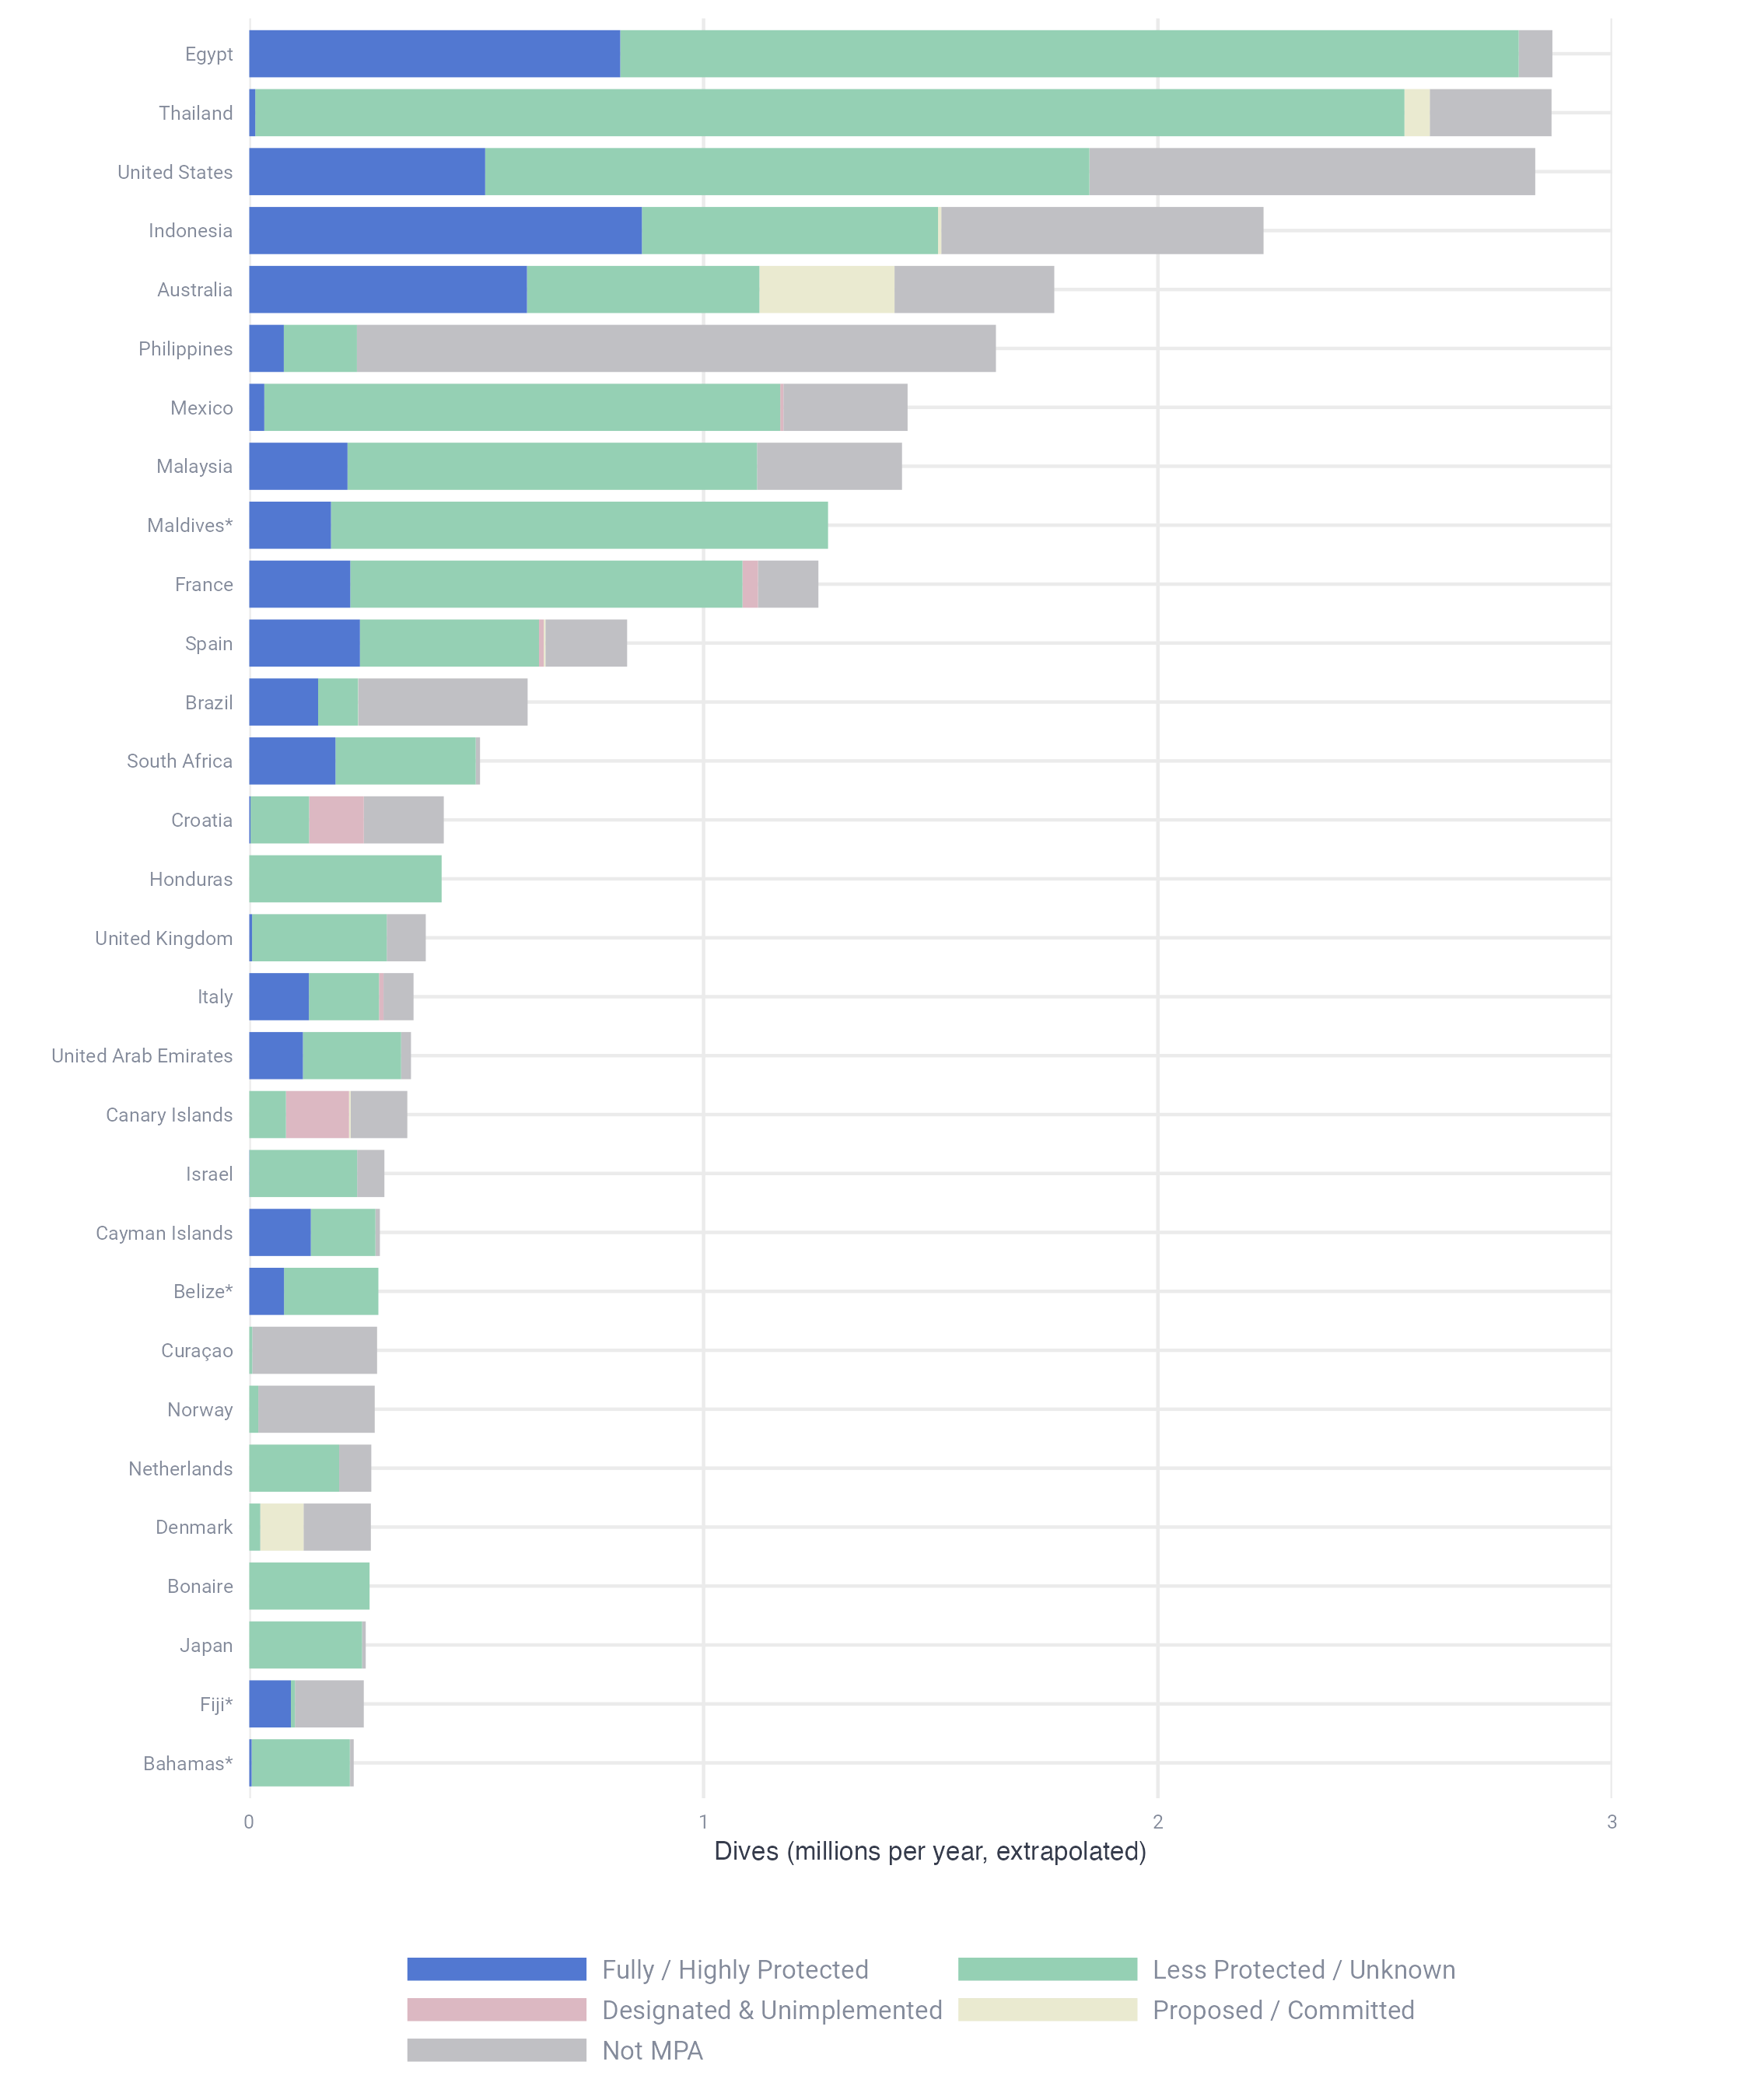 Egypt
Thailand
United States
Indonesia
Australia
Philippines
Mexico
Malaysia
Maldives*
France
Spain
Brazil
South Africa
Croatia
Honduras
United Kingdom
Italy
United Arab Emirates
Canary Islands
Israel
Cayman Islands
Belize*
Curaçao
Norway
Netherlands
Denmark
Bonaire
Japan
Fiji*
Bahamas*
0 1 2 3
Dives (millions per year, extrapolated)
Fully / Highly Protected Less Protected / Unknown
Designated & Unimplemented Proposed / Committed
Not MPA